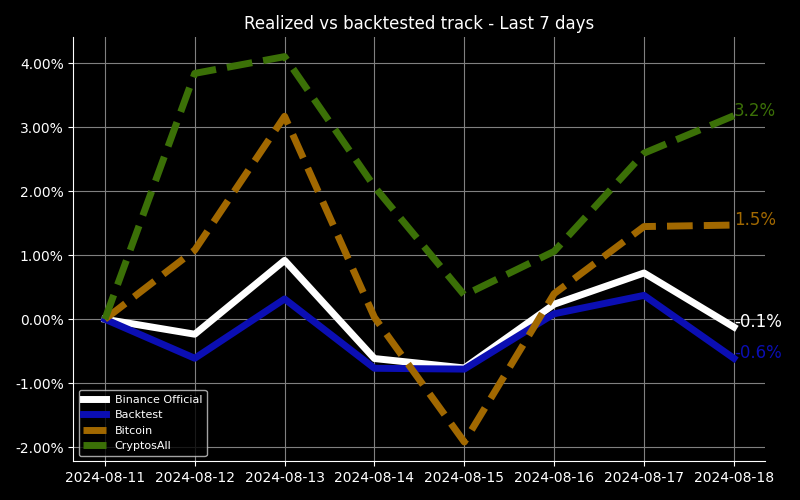 Realized vs backtested track - Last 7 days
4.00%
3.00%
2.00%
1.00%
0.00%
-1.00%
-2.00%
3.2%
1.5%
-0.1%
-0.6%
Binance Official
Backtest
Bitcoin
CryptosAll
2024-08-11 2024-08-12 2024-08-13 2024-08-14 2024-08-15 2024-08-16 2024-08-17 2024-08-18